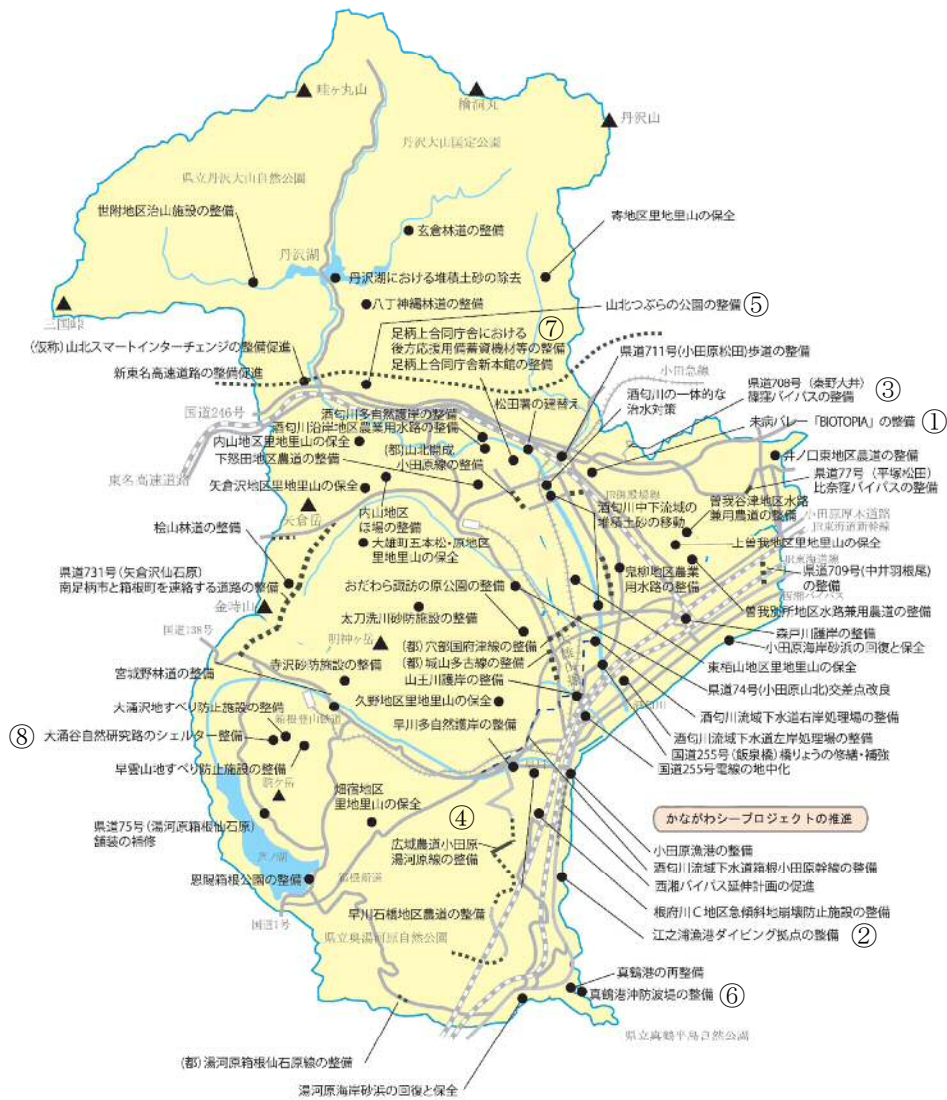 畦ヶ丸山
檜洞丸
丹沢山
丹沢大山国定公園
県立丹沢大山自然公園
世附地区治山施設の整備
玄倉林道の整備
寄地区里地里山の保全
丹沢湖
丹沢湖における堆積土砂の除去
八丁神縄林道の整備
山北つぶらの公園の整備 ⑤
三国峠
足柄上合同庁舎における ⑦
後方応援用備蓄資機材等の整備
足柄上合同庁舎新本館の整備
(仮称)山北スマートインターチェンジの整備促進
新東名高速道路の整備促進
県道711号(小田原松田)歩道の整備
小田急線
松田署の建替え
酒匂川の一体的な
治水対策
県道708号(秦野大井) ③
篠窪バイパスの整備
国道246号
酒匂川多自然護岸の整備
酒匂川沿岸地区農業用水路の整備
内山地区里地里山の保全
未病バレー「BIOTOPIA」の整備 ①
(都)山北開成
小田原線の整備
下怒田地区農の整備
井ノ口東地区農道の整備
東名高速道路
矢倉沢地区里地里山の保全
県道77号(平塚松田)
比奈窪バイパスの整備
JR御殿場線
矢倉岳
内山地区
ほ場の整備
酒匂川中下流域の
堆積土砂の移動
曽我谷津地区水路
兼用農道の整備
小田原厚木道路
JR東海道新幹線
桧山林道の整備
大雄町五本松・原地区
里地里山の保全
上曽我地区里地里山の保全
JR東海道線
県道731号(矢倉沢仙石原)
南足柄市と箱根町を連絡する道路の整備
おだわら諏訪の原公園の整備
鬼柳地区農業
用水路の整備
県道709号(中井羽根尾)
の整備
西湘バイパス
金時山
太刀洗川砂防施設の整備
曽我別所地区水路兼用農道の整備
国道138号
明神ヶ岳
(都)穴部国府津線の整備
(都)城山多古線の整備
森戸川護岸の整備
小田原海岸砂浜の回復と保全
宮城野林道の整備
寺沢砂防施設の整備
山王川護岸の整備
東栢山地区里地里山の保全
県道74号(小田原山北)交差点改良
久野地区里地里山の保全
大涌沢地すべり防止施設の整備
箱根登山鉄道
早川多自然護岸の整備
酒匂川
酒匂川流域下水道右岸処理場の整備
⑧ 大涌谷自然研究路のシェルター整備
酒匂川流域下水道左岸処理場の整備
国道255号(飯泉橋)橋りょうの修繕・補強
国道255号電線の地中化
早雲山地すべり防止施設の整備
駒ヶ岳
畑宿地区
里地里山の保全
県道75号(湯河原箱根仙石原)
舗装の補修
④
広域農道小田原
湯河原線の整備
かながわシープロジェクトの推進
芦ノ湖
小田原漁港の整備
酒匂川流域下水道箱根小田原幹線の整備
恩賜箱根公園の整備
箱根新道
西湘バイパス延伸計画の促進
早川石橋地区農道の整備
根府川C地区急傾斜地崩壊防止施設の整備
国道1号
江之浦漁港ダイビング拠点の整備 ②
県立奥湯河原自然公園
真鶴港の再整備
真鶴港沖防波堤の整備 ⑥
県立真鶴半島自然公園
(都)湯河原箱根仙石原線の整備
湯河原海岸砂浜の回復と保全